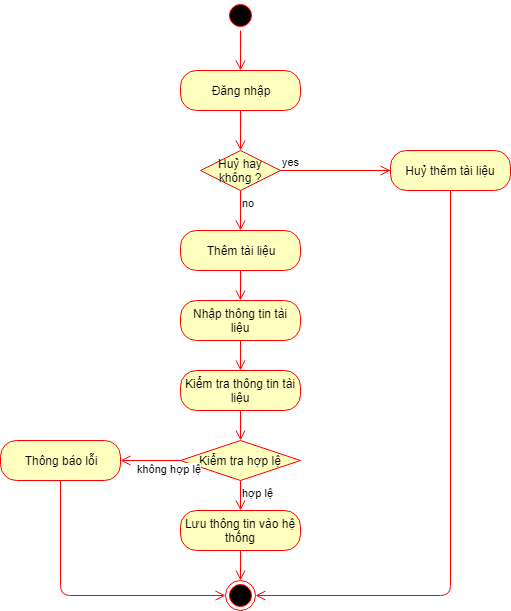 Đăng nhập
Huỷ hay
không ?
yes
Huỷ thêm tài liệu
no
Thêm tài liệu
Nhập thông tin tài
liệu
Kiểm tra thông tin tài
liệu
Kiểm tra hợp lê
Thông báo lỗi
không hợp lệ
hợp lệ
Lưu thông tin vào hệ
thống